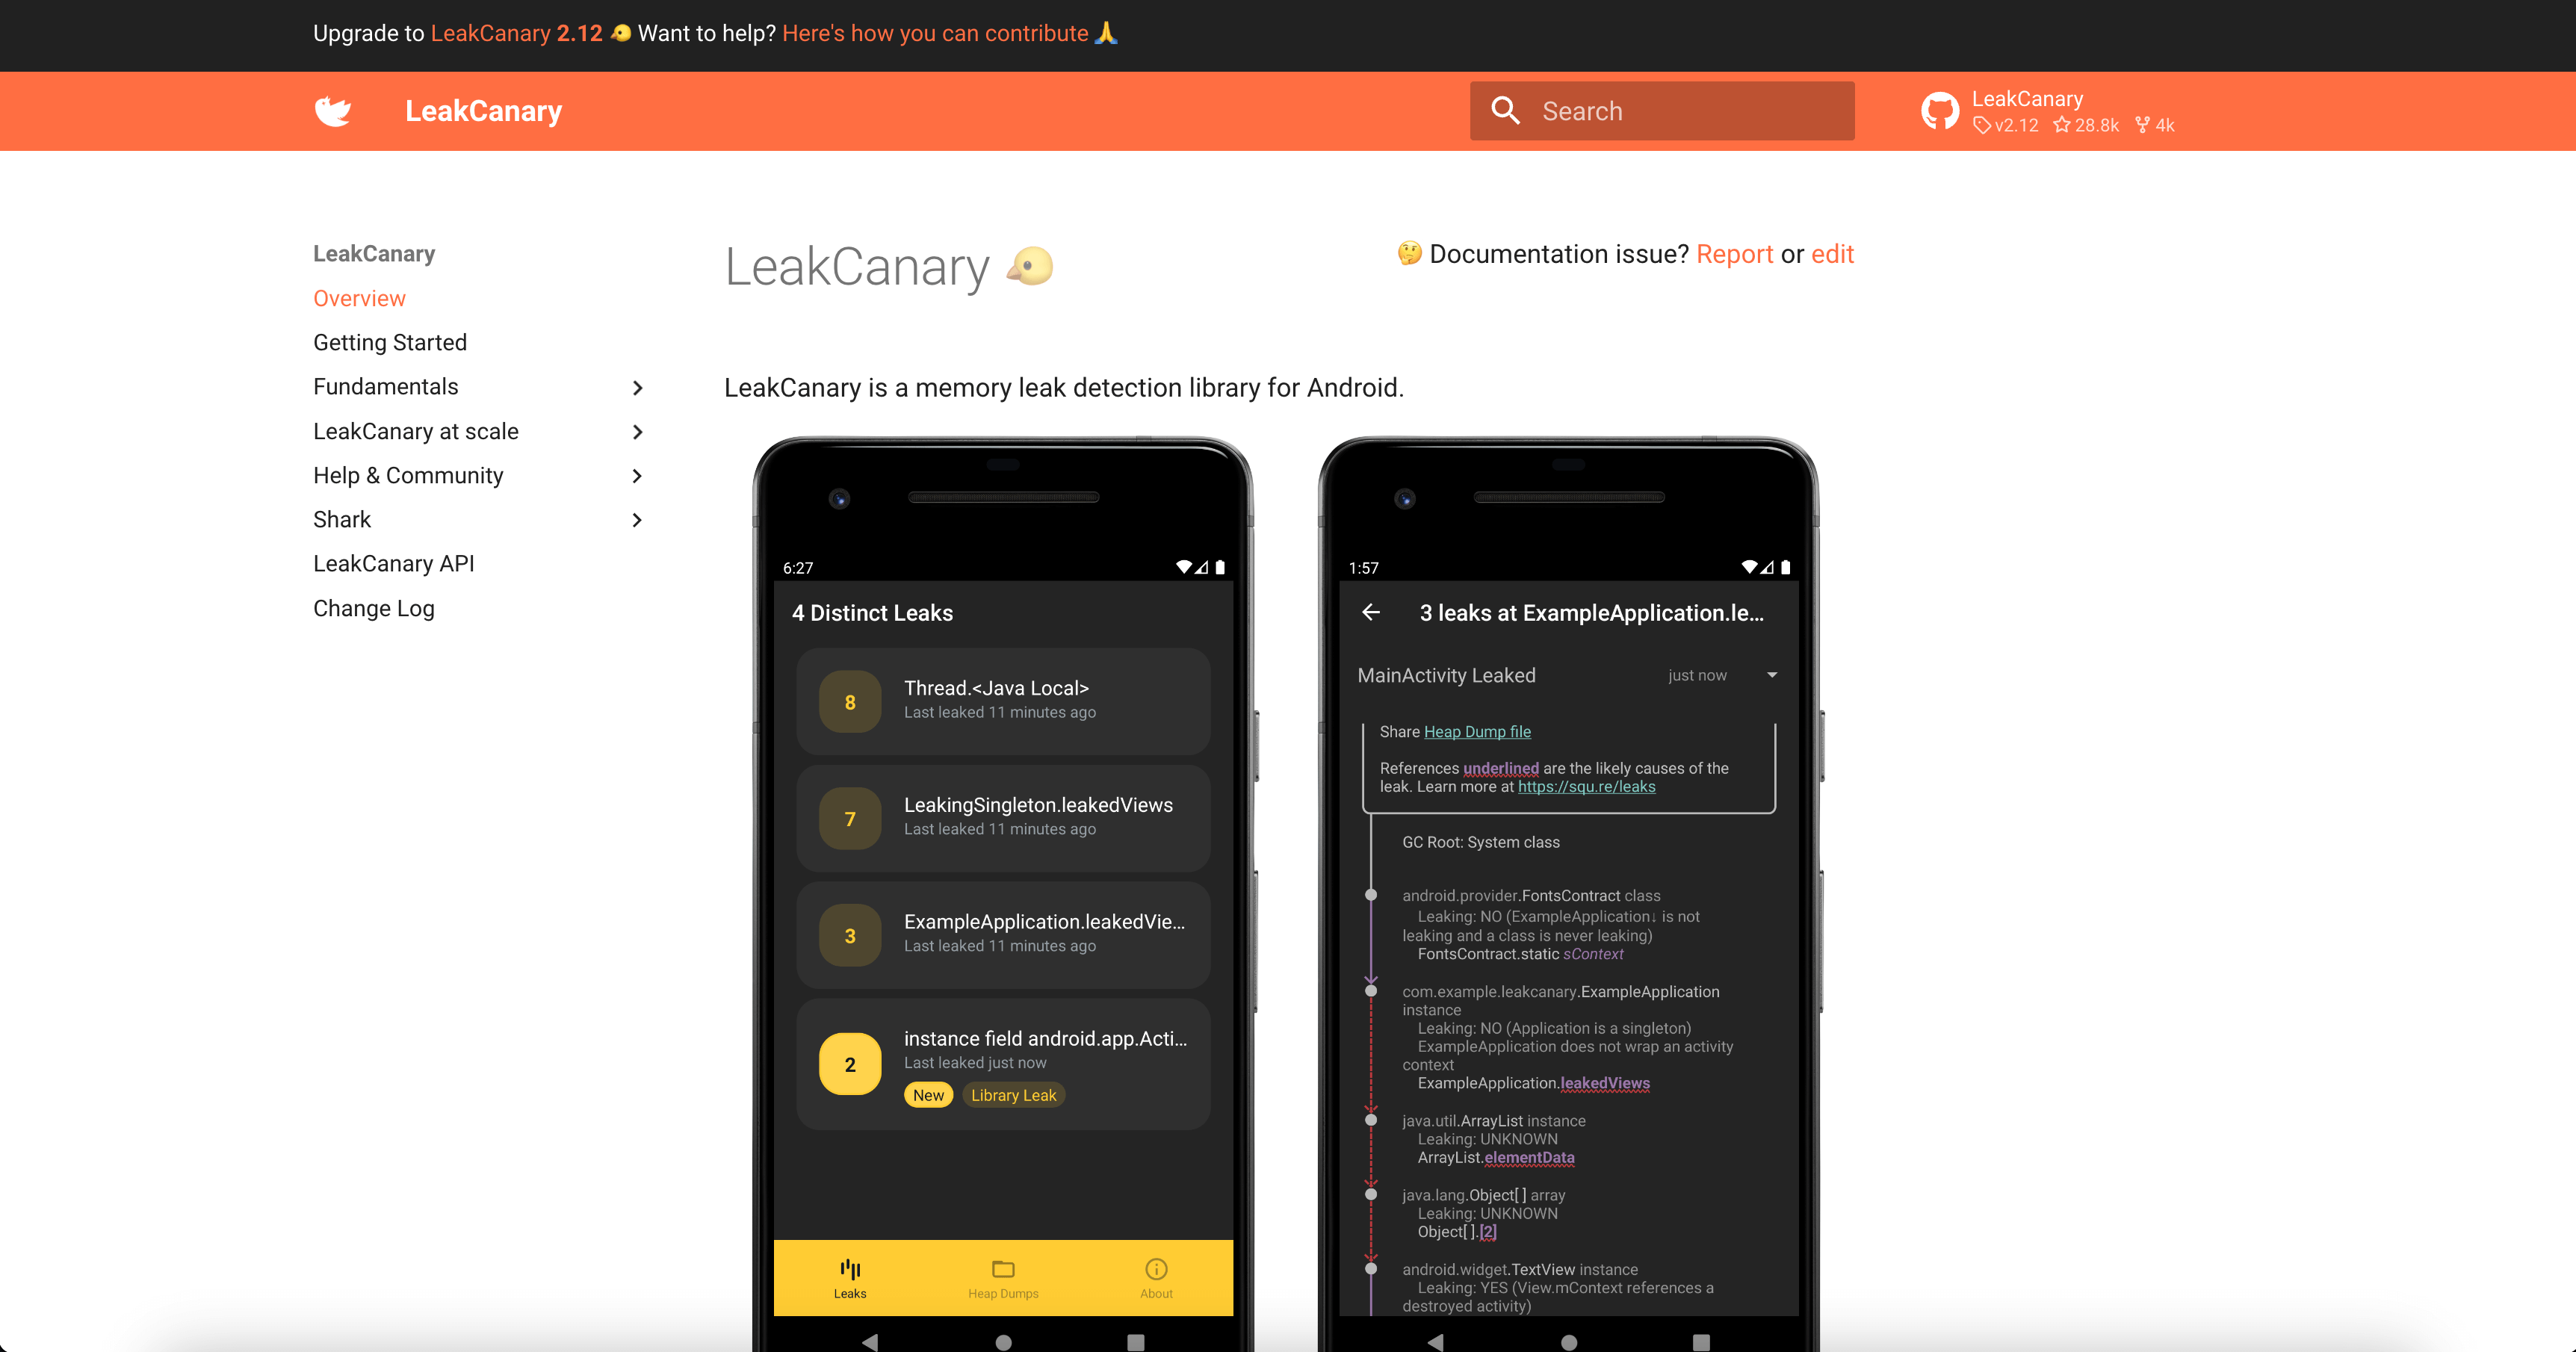 Upgrade to LeakCanary 2.12 🐤 Want to help? Here's how you can contribute 🙏
LeakCanary
Search
LeakCanary
v2.12 28.8k 4k
LeakCanary
Overview
Getting Started
Fundamentals
LeakCanary at scale
Help & Community
Shark
LeakCanary API
Change Log
LeakCanary 🐤
🤔 Documentation issue? Report or edit
LeakCanary is a memory leak detection library for Android.
6:27
4 Distinct Leaks
8
Thread.<Java Local>
Last leaked 11 minutes ago
7
LeakingSingleton.leakedViews
Last leaked 11 minutes ago
3
ExampleApplication.leakedVie...
Last leaked 11 minutes ago
2
instance field android.app.Acti...
Last leaked just now
New Library Leak
Leaks Heap Dumps About
1:57
3 leaks at ExampleApplication.le...
MainActivity Leaked just now
Share Heap Dump file
References underlined are the likely causes of the
leak. Learn more at https://squ.re/leaks
GC Root: System class
android.provider.FontsContract class
Leaking: NO (ExampleApplication↓ is not
leaking and a class is never leaking)
FontsContract.static sContext
com.example.leakcanary.ExampleApplication
instance
Leaking: NO (Application is a singleton)
ExampleApplication does not wrap an activity
context
ExampleApplication.leakedViews
java.util.ArrayList instance
Leaking: UNKNOWN
ArrayList.elementData
java.lang.Object[] array
Leaking: UNKNOWN
Object[].[2]
android.widget.TextView instance
Leaking: YES (View.mContext references a
destroyed activity)